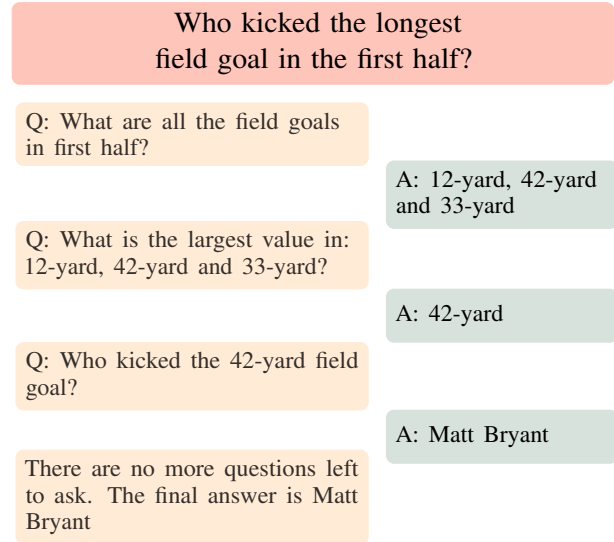 Who kicked the longest
field goal in the first half?
Q: What are all the field goals
in first half?
A: 12-yard, 42-yard
and 33-yard
Q: What is the largest value in:
12-yard, 42-yard and 33-yard?
A: 42-yard
Q: Who kicked the 42-yard field
goal?
A: Matt Bryant
There are no more questions left
to ask. The final answer is Matt
Bryant